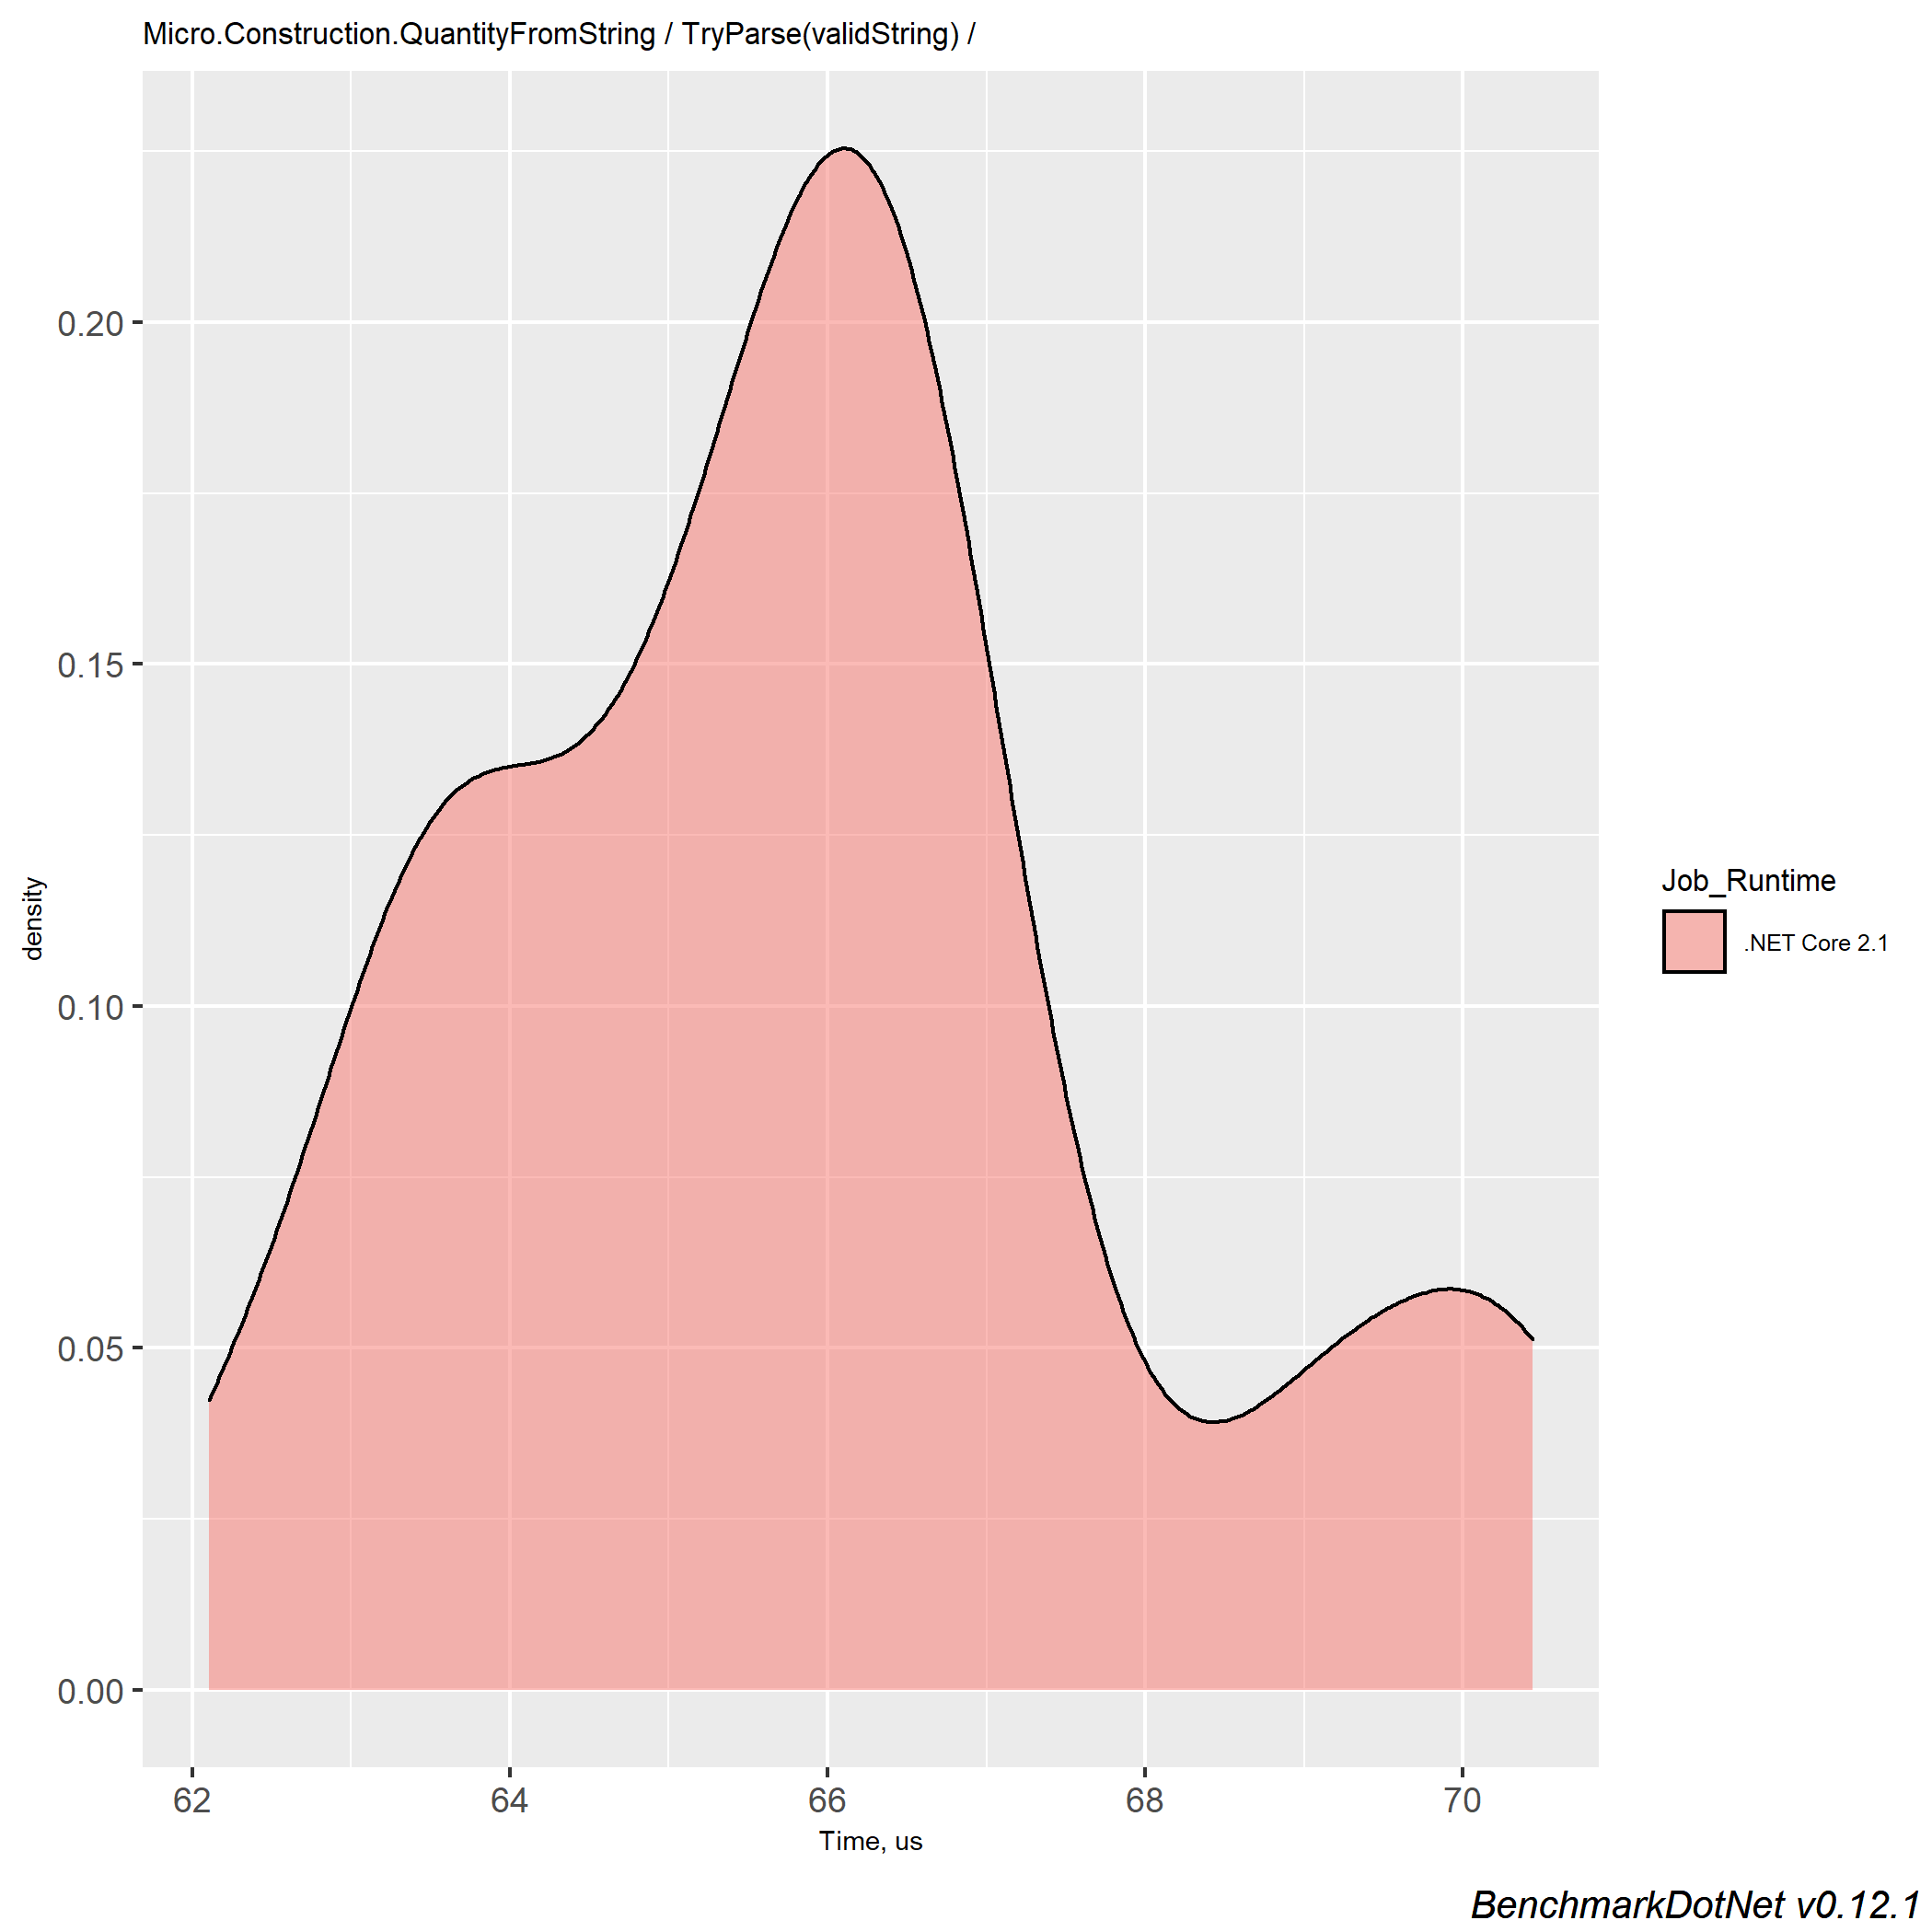 Micro.Construction.QuantityFromString / TryParse(validString) /
0.20
0.15
0.10
0.05
0.00
density
62 64 66 68 70
Time, us
Job_Runtime
.NET Core 2.1
BenchmarkDotNet v0.12.1